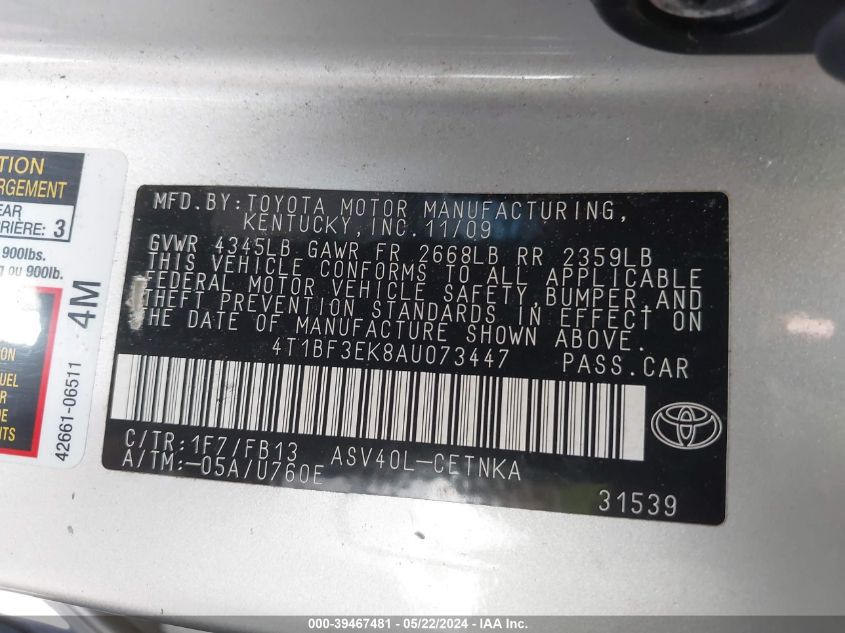 TION
RGEMENT
EAR
RRIÈRE: 3
900lbs.
g ou 900lb.
4M
42661-06511
UEL
R
DE
NTS
MFD.BY:TOYOTA MOTOR MANUFACTURING,
KENTUCKY,INC.11/09
GVWR 4345LB GAWR FR 2668LB RR 2359LB
THIS VEHICLE CONFORMS TO ALL APPLICABLE
FEDERAL MOTOR VEHICLE SAFETY,BUMPER,AND
THEFT PREVENTION STANDARDS IN EFFECT ON
THE DATE OF MANUFACTURE SHOWN ABOVE.
4T1BF3EK8AU073447 PASS.CAR
C/TR:1F7/FB13 ASV40L-CETNKA
A/TM:-05A/U760E
31539
000-39467481 - 05/22/2024 - IAA Inc.